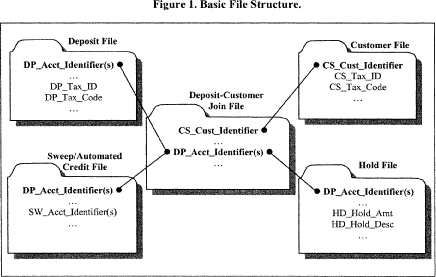 Figure 1. Basic File Structure.
Deposit File
DP_Acct_Identifier(s)
...
DP_Tax_ID
DP_Tax_Code
...
Customer File
CS_Cust_Identifier
CS_Tax_ID
CS_Tax_Code
...
Deposit-Customer
Join File
CS_Cust_Identifier
...
DP_Acct_Identifier(s)
...
Sweep/Automated
Credit File
DP_Acct_Identifier(s)
...
SW_Acct_Identifier(s)
...
Hold File
DP_Acct_Identifier(s)
...
HD_Hold_Amt
HD_Hold_Desc
...